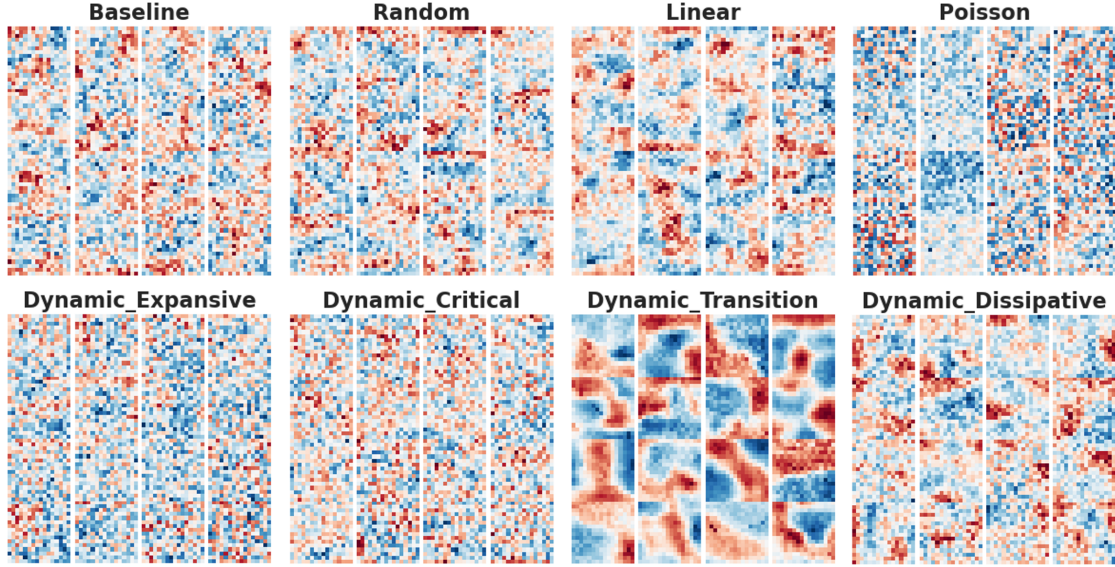 Baseline
Random
Linear
Poisson
Dynamic_Expansive
Dynamic_Critical
Dynamic_Transition
Dynamic_Dissipative